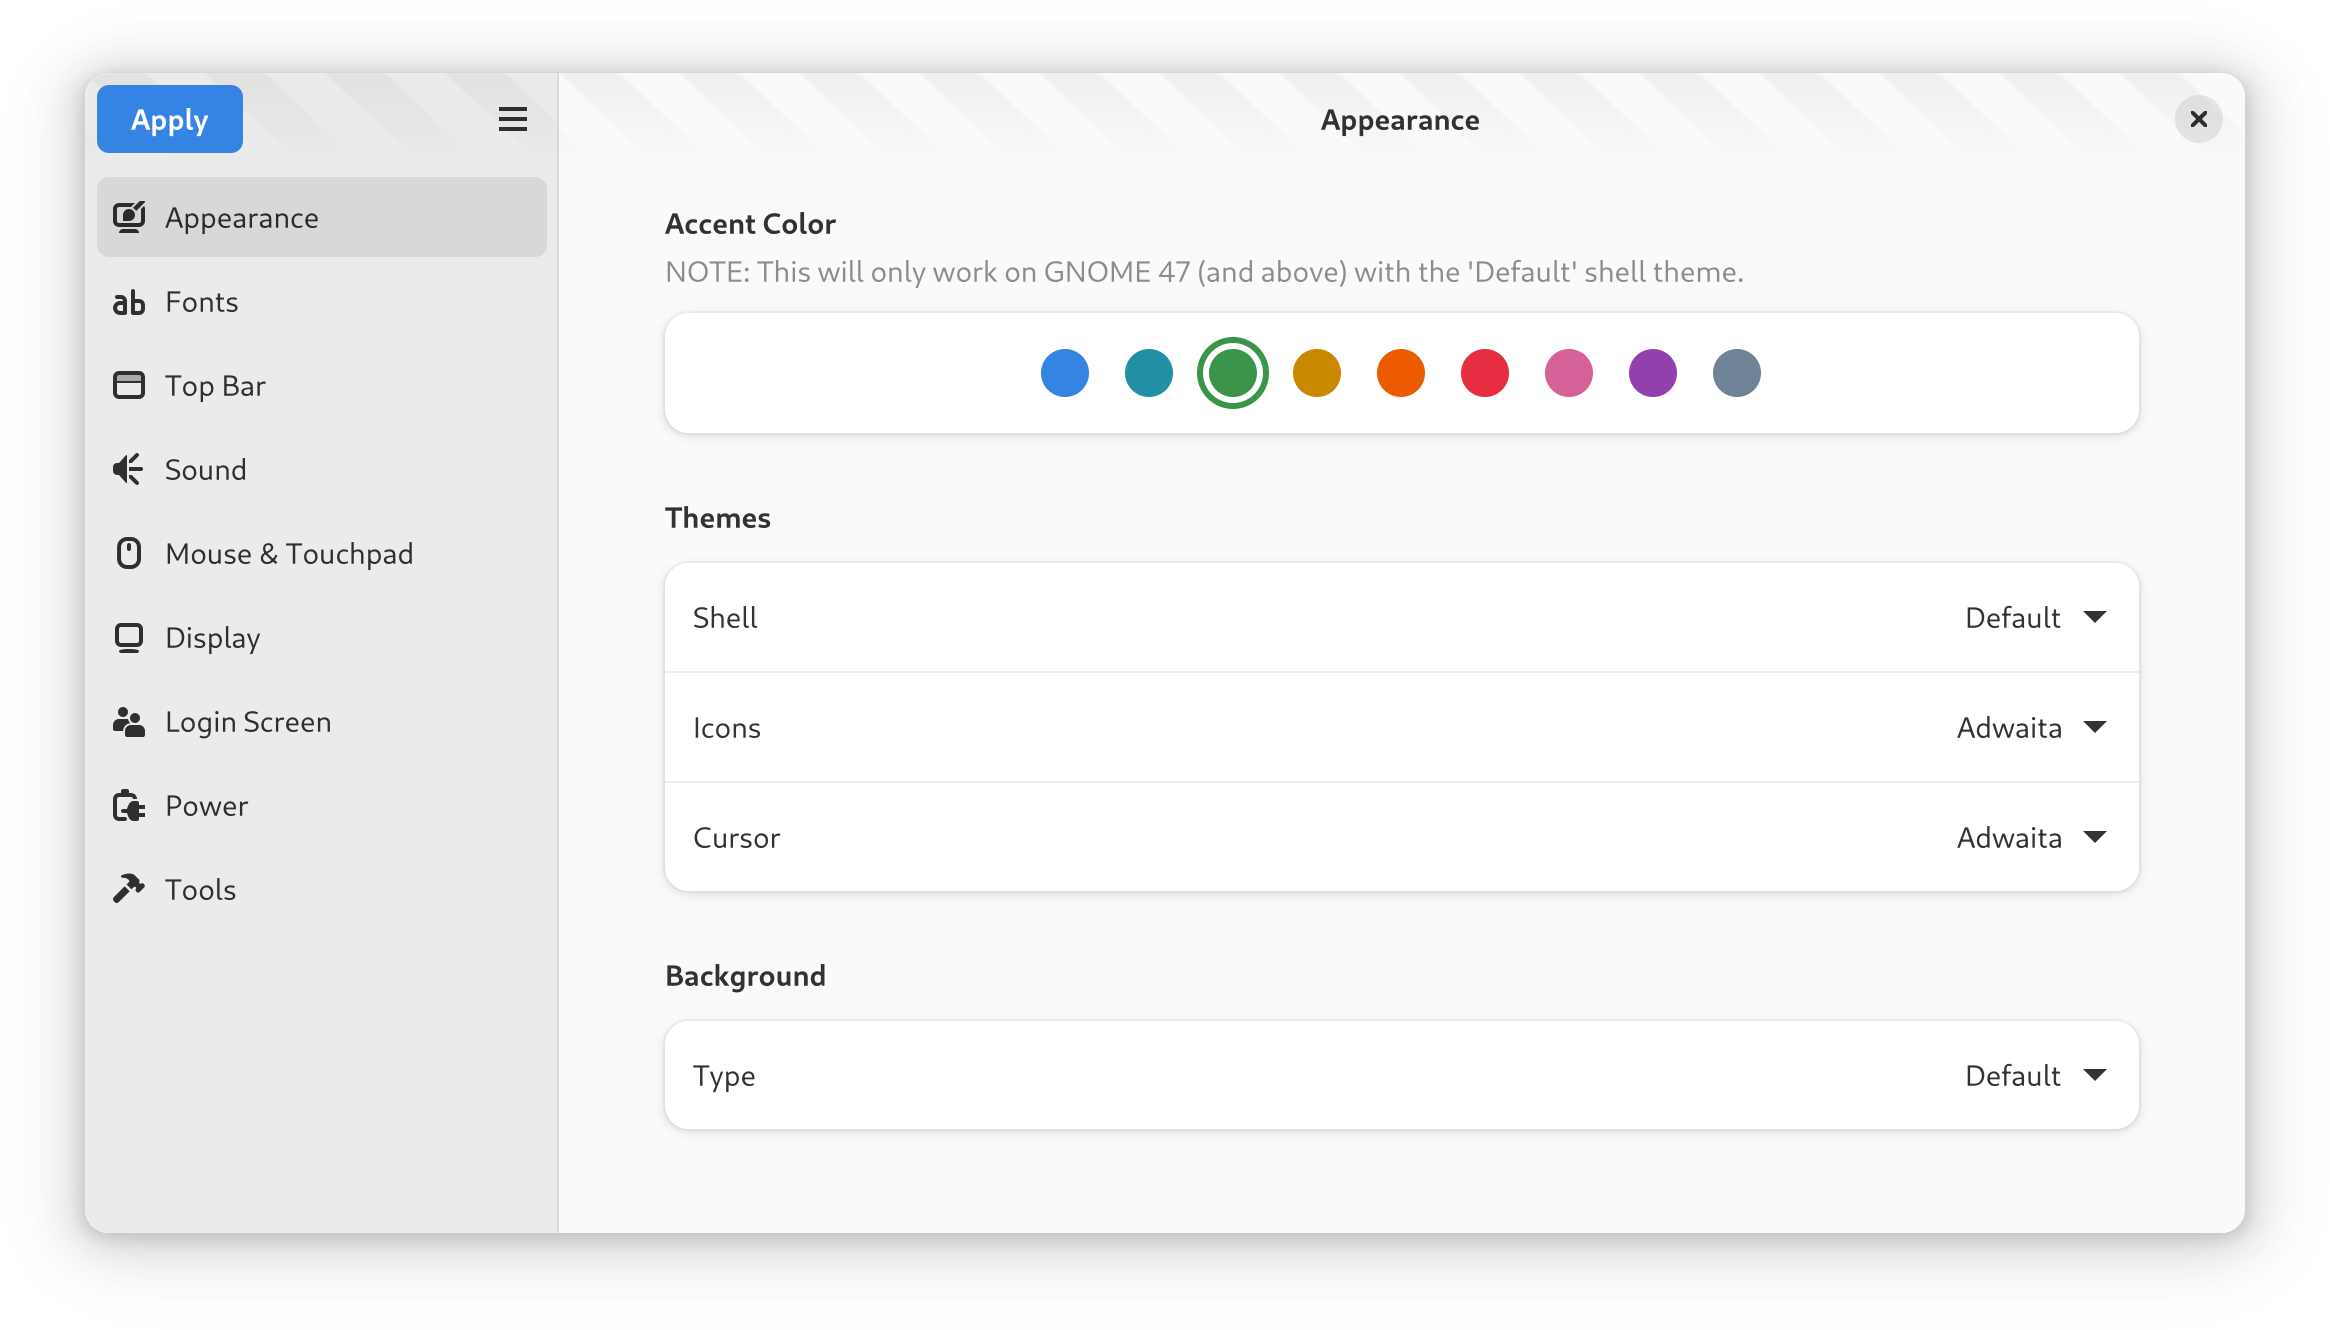 Apply
Appearance
Fonts
Top Bar
Sound
Mouse & Touchpad
Display
Login Screen
Power
Tools
Appearance
Accent Color
NOTE: This will only work on GNOME 47 (and above) with the 'Default' shell theme.
Themes
Shell Default
Icons Adwaita
Cursor Adwaita
Background
Type Default